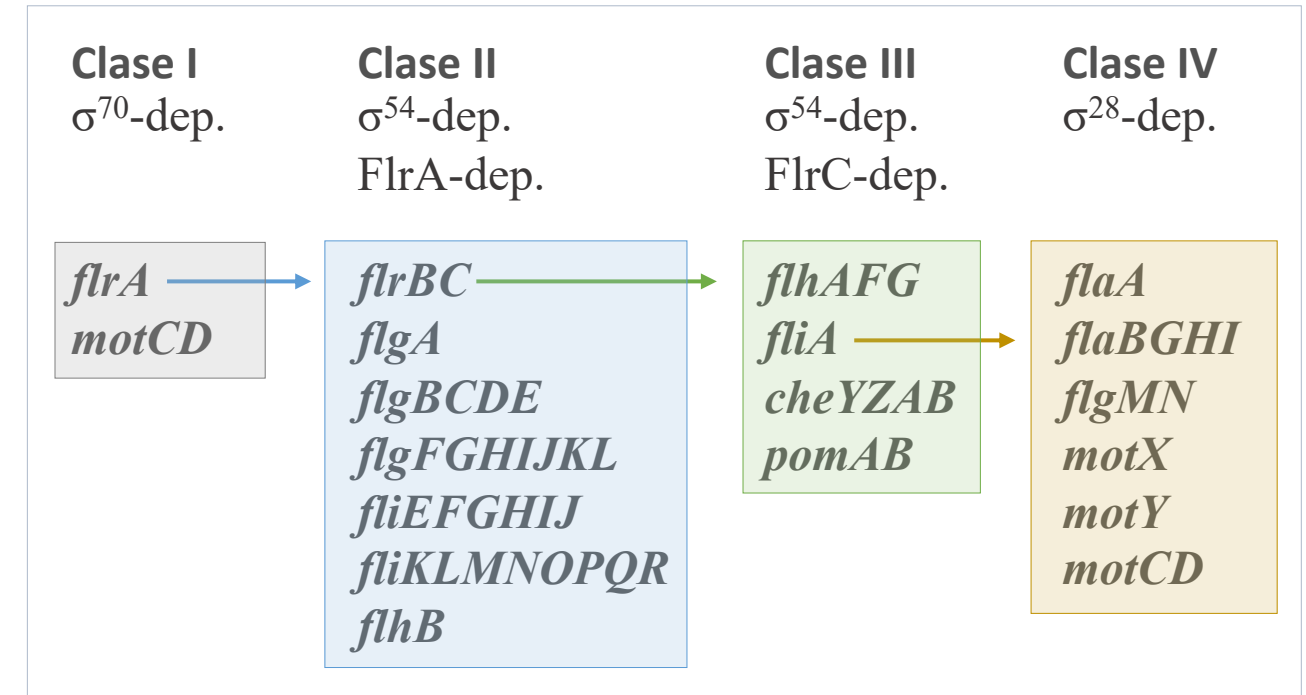 Clase I
σ⁷⁰-dep.
Clase II
σ⁵⁴-dep.
FlrA-dep.
Clase III
σ⁵⁴-dep.
FlrC-dep.
Clase IV
σ²⁸-dep.
flrA
motCD
flrBC
flgA
flgBCDE
flgFGHIJKL
fliEFGHIJ
fliKLMNOPQR
flhB
flhAFG
fliA
cheYZAB
pomAB
flaA
flaBGHI
flgMN
motX
motY
motCD